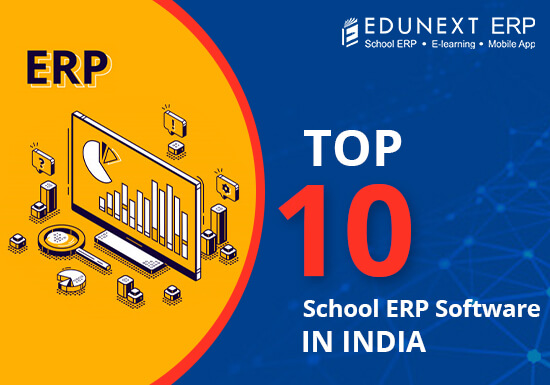 EDUNEXT ERP
School ERP • E-learning • Mobile App
ERP
TOP
10
School ERP Software
IN INDIA